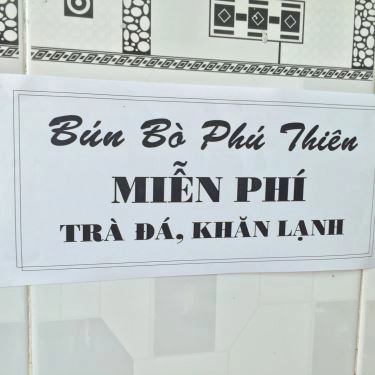 Bún Bò Phú Thiên
MIỄN PHÍ
TRÀ ĐÁ, KHĂN LẠNH